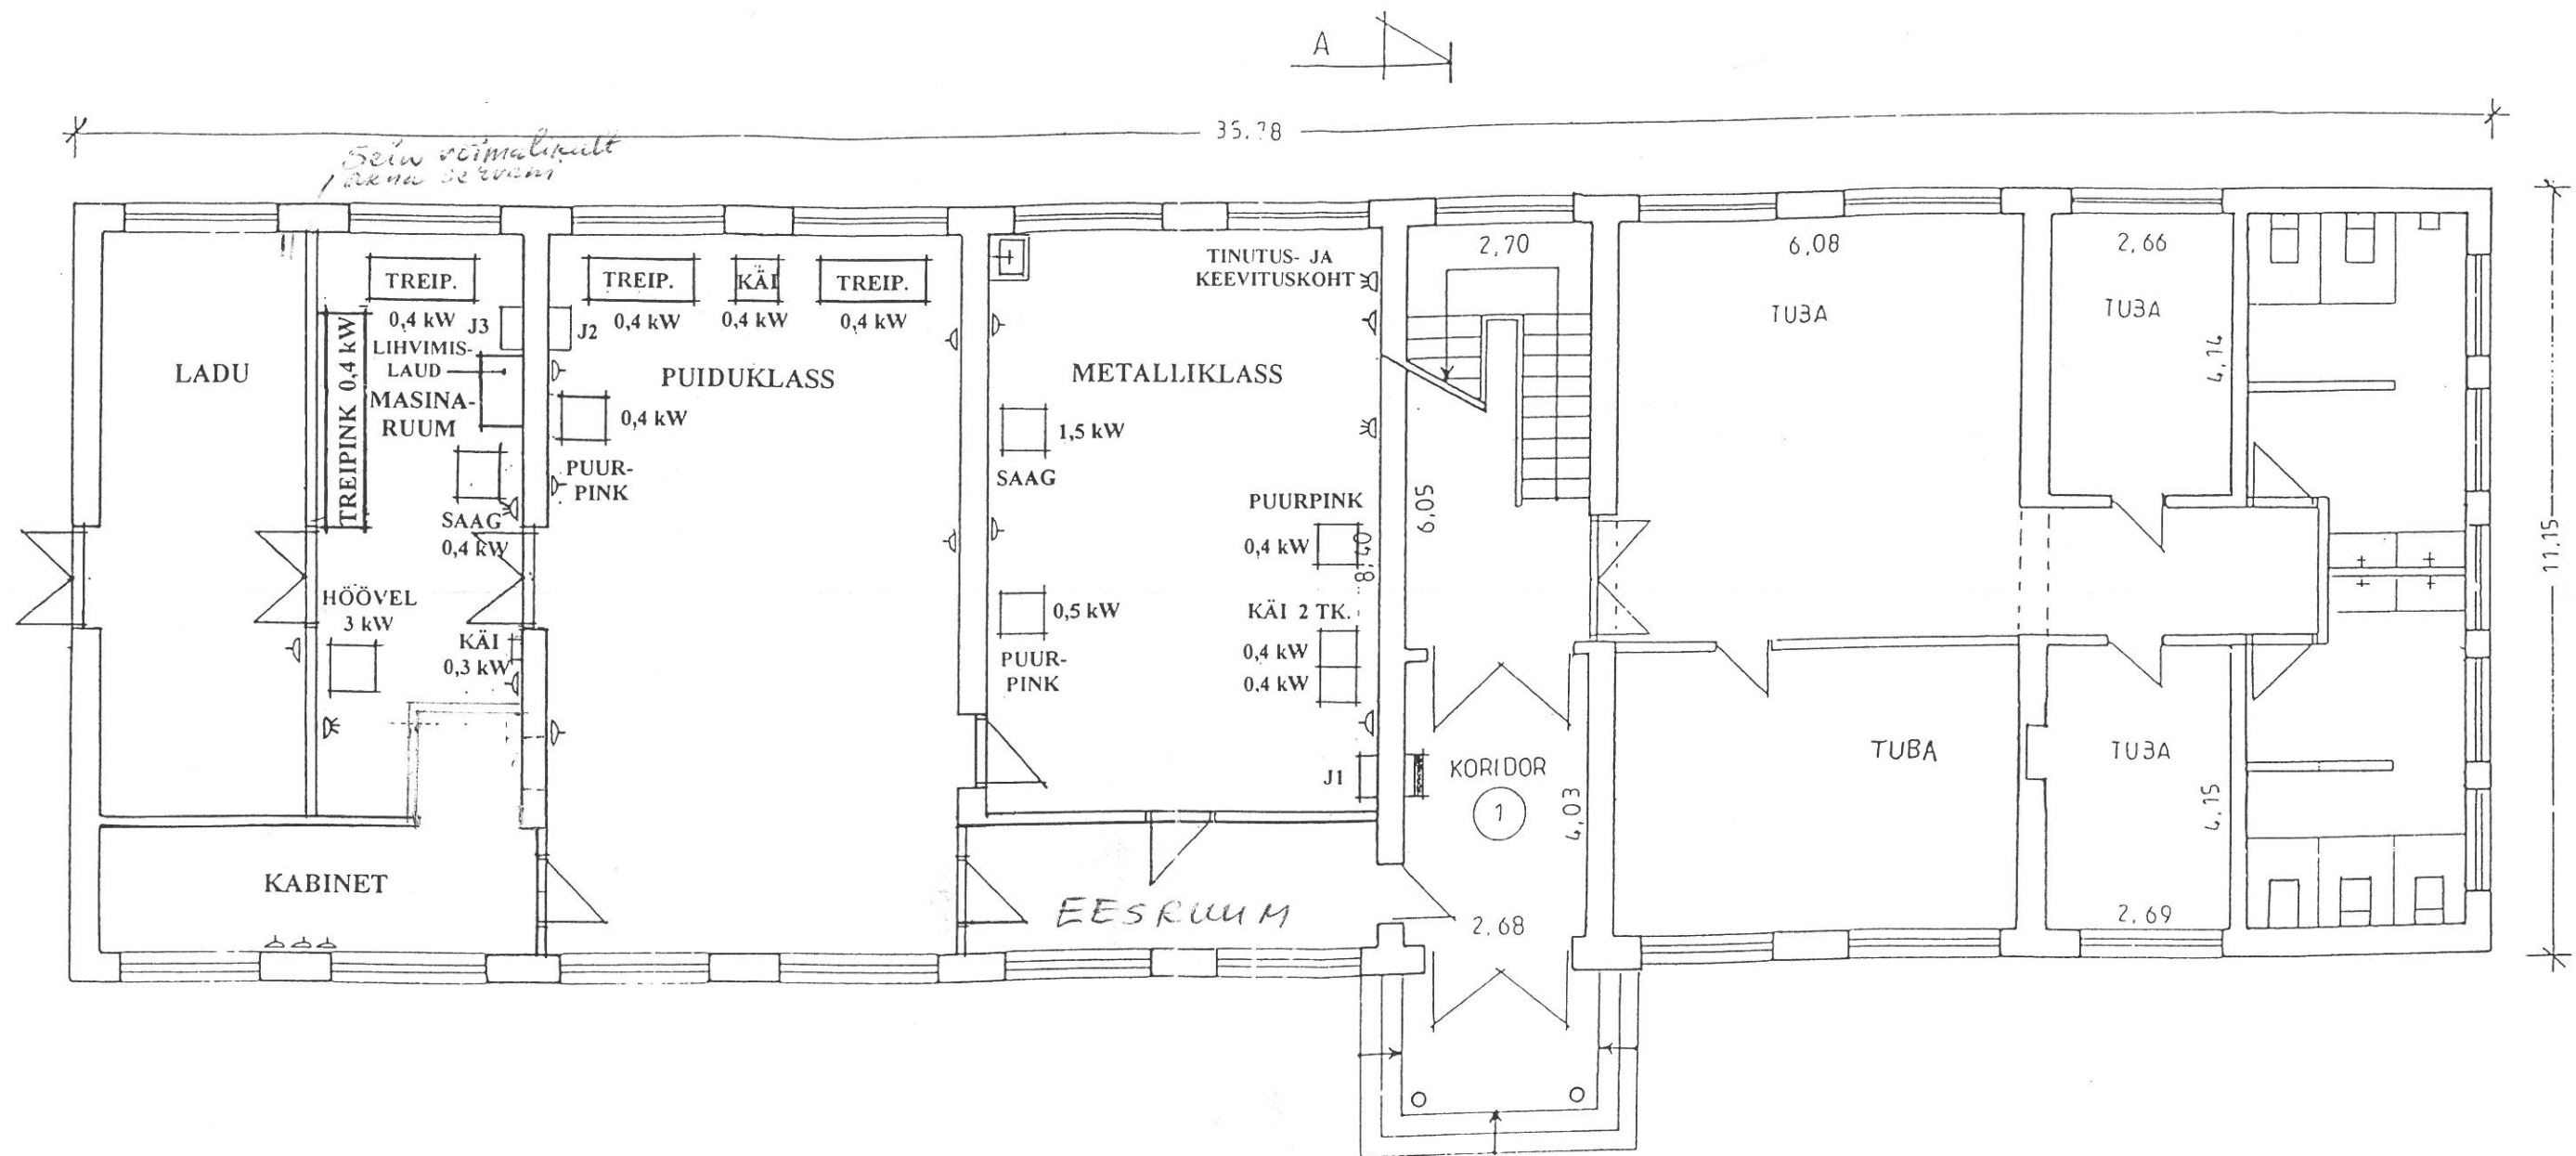 A
35.78
Sein võimalikult
akna servani
2,70
6,08
2,66
TUBA
TUBA
4,14
TINUTUS- JA
KEEVITUSKOHT
TREIP.
0,4 kW
J3
TREIP.
0,4 kW
J2
KÄI
0,4 kW
TREIP.
0,4 kW
LADU
TREIPINK 0,4 kW
LIHVIMIS-
LAUD
MASINA-
RUUM
PUIDUKLASS
METALLIKLASS
0,4 kW
PUUR-
PINK
1,5 kW
SAAG
SAAG
0,4 kW
PUURPINK
0,4 kW
8,40
6,05
11,15
HÖÖVEL
3 kW
KÄI
0,3 kW
0,5 kW
PUUR-
PINK
KÄI 2 TK.
0,4 kW
0,4 kW
J1
KORIDOR
1
4,03
TUBA
TUBA
4,15
KABINET
EESRUUM
2,68
2,69